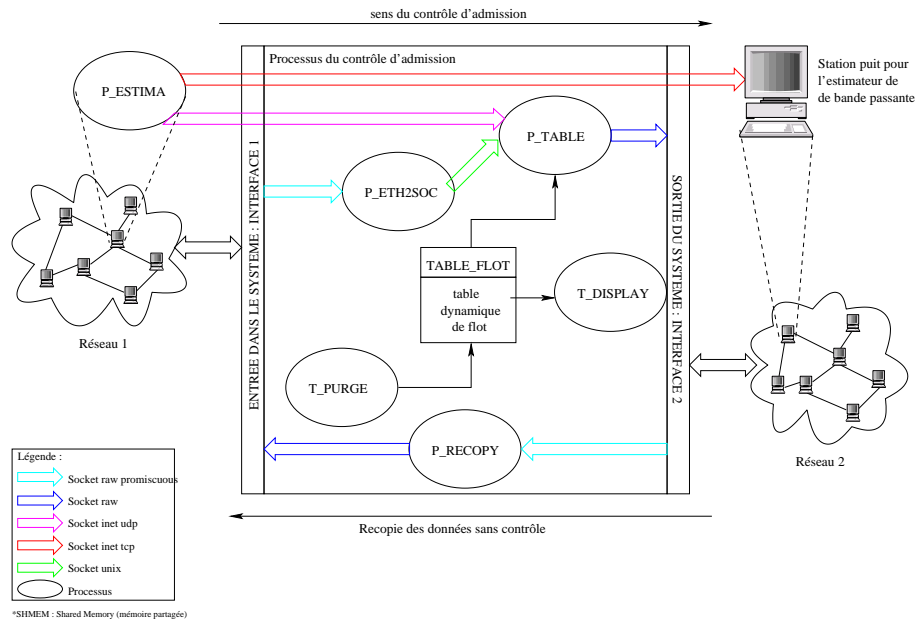 sens du contrôle d'admission
Processus du contrôle d'admission
P_ESTIMA
Station puit pour
l'estimateur de
de bande passante
P_TABLE
P_ETH2SOC
ENTREE DANS LE SYSTEME : INTERFACE 1
SORTIE DU SYSTEME : INTERFACE 2
TABLE_FLOT
table
dynamique
de flot
T_DISPLAY
Réseau 1
T_PURGE
P_RECOPY
Réseau 2
Légende :
Socket raw promiscuous
Socket raw
Socket inet udp
Socket inet tcp
Socket unix
Processus
Recopie des données sans contrôle
*SHMEM : Shared Memory (mémoire partagée)